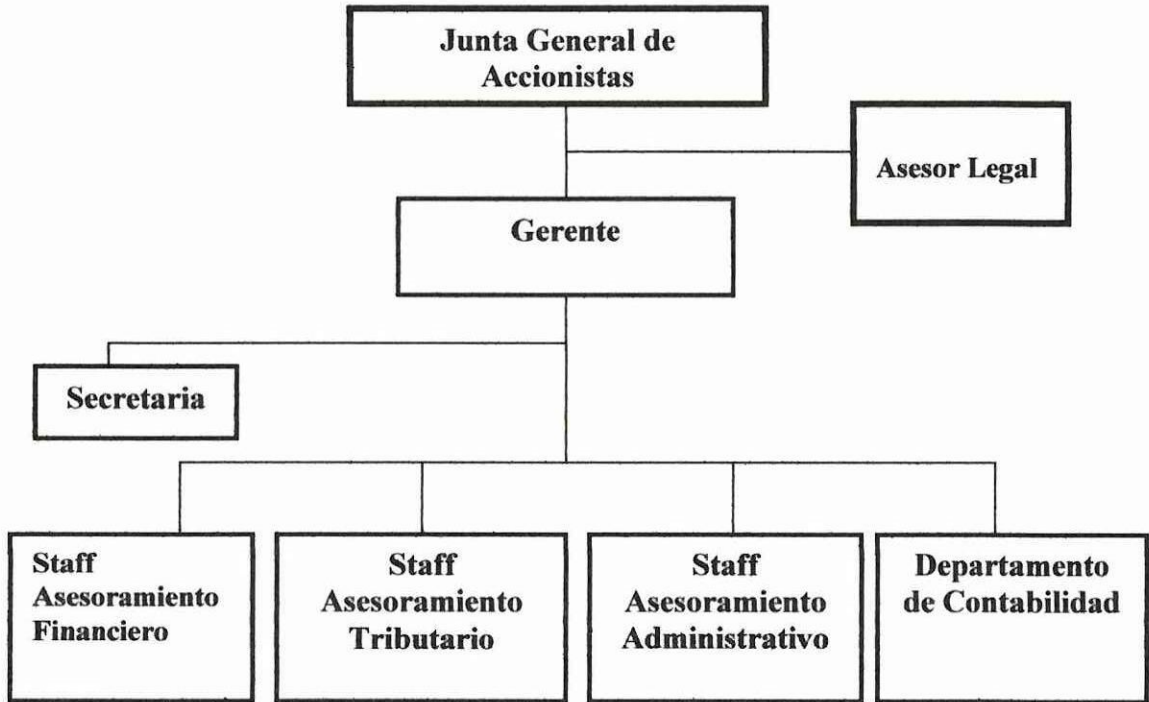 Junta General de
Accionistas
Asesor Legal
Gerente
Secretaria
Staff
Asesoramiento
Financiero
Staff
Asesoramiento
Tributario
Staff
Asesoramiento
Administrativo
Departamento
de Contabilidad